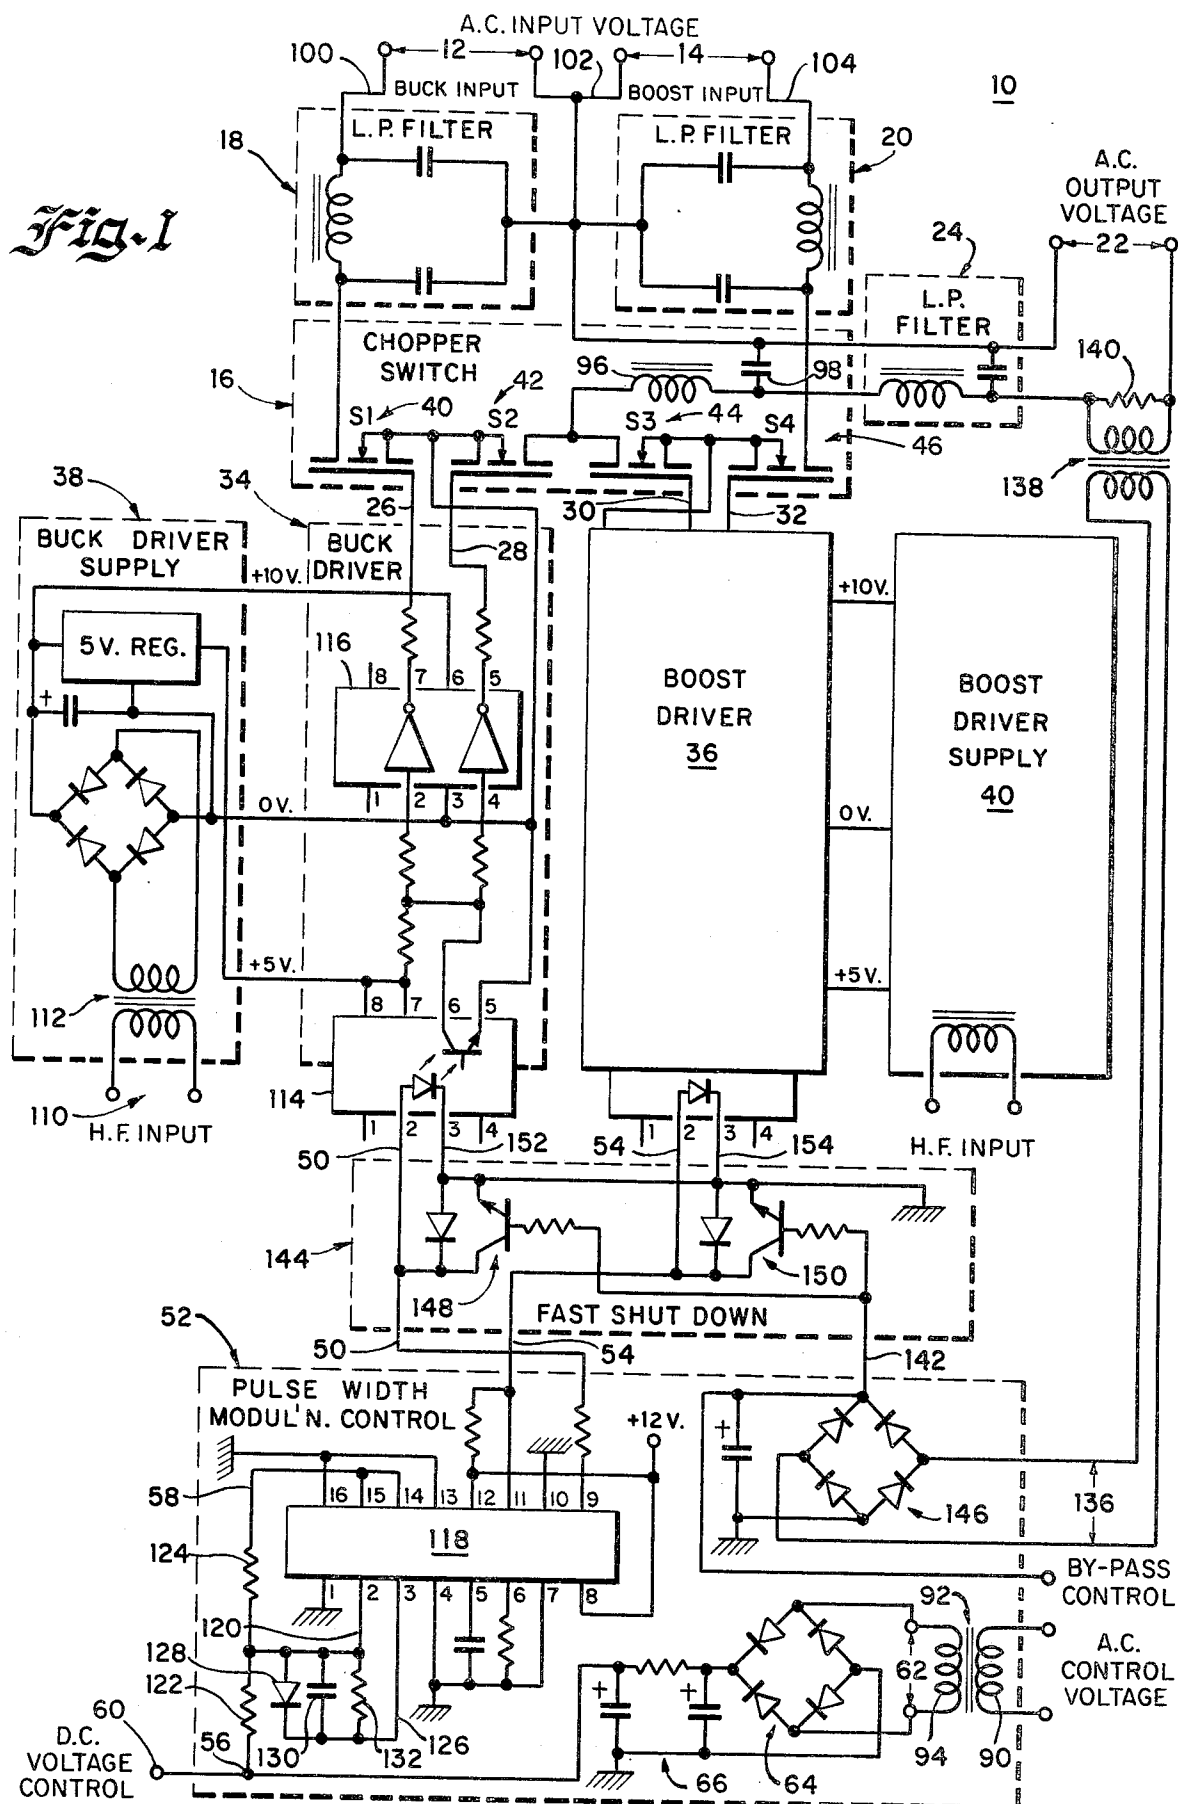 A.C. INPUT VOLTAGE
100
12
102
14
104
BUCK INPUT
BOOST INPUT
10
L.P. FILTER
L.P. FILTER
18
20
A.C.
OUTPUT
VOLTAGE
Fig-1
24
22
L.P.
FILTER
CHOPPER
SWITCH
16
42
96
98
140
S1
40
S2
S3
44
S4
46
38
34
26
30
32
138
BUCK DRIVER
SUPPLY
BUCK
DRIVER
28
+10V.
+10V.
5V. REG.
116
8
7
6
5
BOOST
DRIVER
36
BOOST
DRIVER
SUPPLY
40
+
1
2
3
4
0V.
0V.
+5V.
+5V.
8
7
6
5
112
114
110
H.F. INPUT
1
2
3
4
1
2
3
4
50
152
54
154
H.F. INPUT
144
148
150
FAST SHUT DOWN
52
50
54
142
PULSE WIDTH
MODUL'N. CONTROL
+12V.
+
58
16
15
14
13
12
11
10
9
136
146
124
118
BY-PASS
CONTROL
1
2
3
4
5
6
7
8
120
92
128
A.C.
CONTROL
VOLTAGE
122
62
+
+
60
D.C.
VOLTAGE
CONTROL
56
130
132
126
66
64
94
90